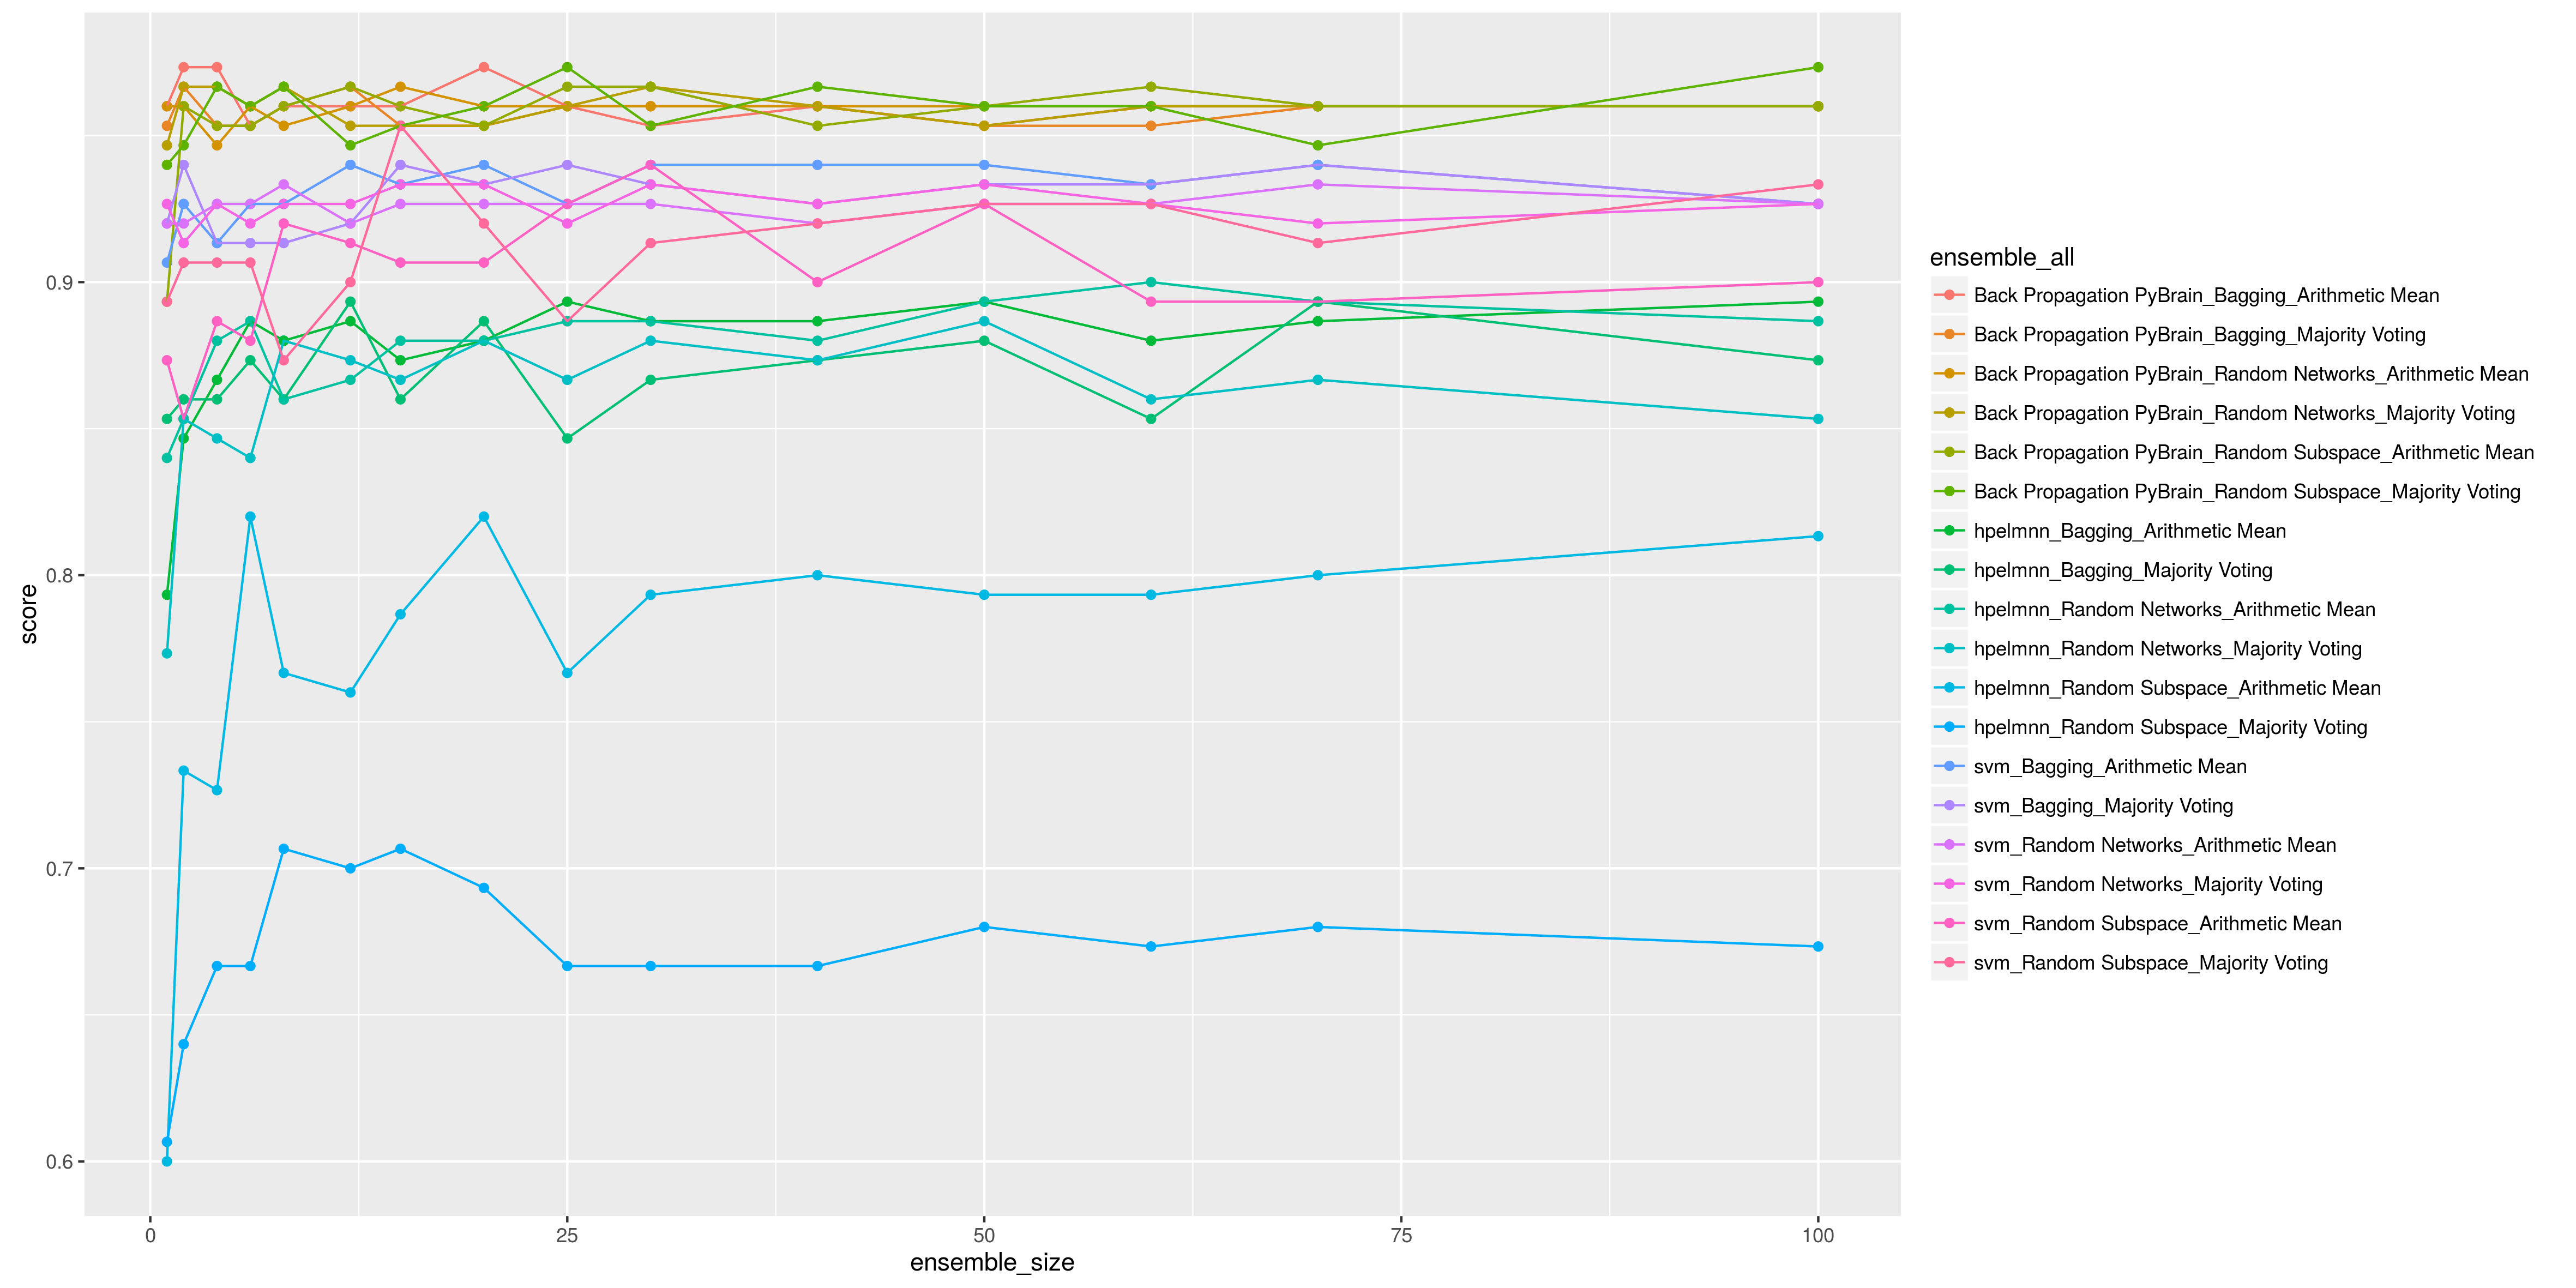 0.9
0.8
0.7
0.6
score
0
25
50
75
100
ensemble_size
ensemble_all
Back Propagation PyBrain_Bagging_Arithmetic Mean
Back Propagation PyBrain_Bagging_Majority Voting
Back Propagation PyBrain_Random Networks_Arithmetic Mean
Back Propagation PyBrain_Random Networks_Majority Voting
Back Propagation PyBrain_Random Subspace_Arithmetic Mean
Back Propagation PyBrain_Random Subspace_Majority Voting
hpelmnn_Bagging_Arithmetic Mean
hpelmnn_Bagging_Majority Voting
hpelmnn_Random Networks_Arithmetic Mean
hpelmnn_Random Networks_Majority Voting
hpelmnn_Random Subspace_Arithmetic Mean
hpelmnn_Random Subspace_Majority Voting
svm_Bagging_Arithmetic Mean
svm_Bagging_Majority Voting
svm_Random Networks_Arithmetic Mean
svm_Random Networks_Majority Voting
svm_Random Subspace_Arithmetic Mean
svm_Random Subspace_Majority Voting